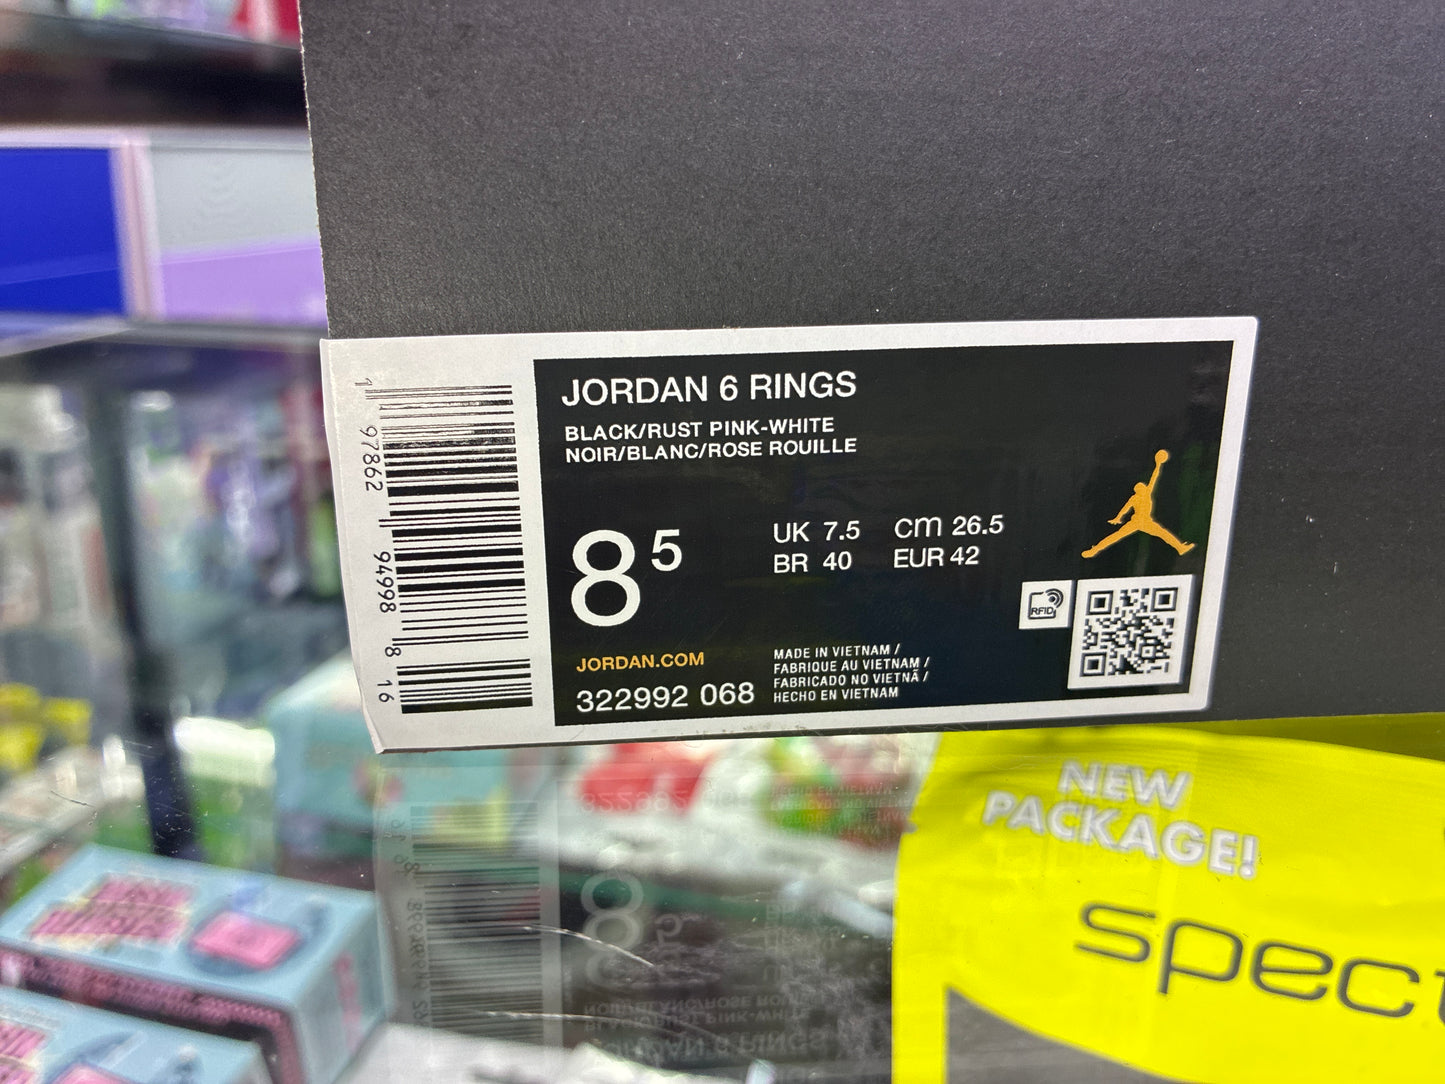 JORDAN 6 RINGS
BLACK/RUST PINK-WHITE
NOIR/BLANC/ROSE ROUILLE
8 5
UK 7.5 cm 26.5
BR 40 EUR 42
RFID
JORDAN.COM
322992 068
MADE IN VIETNAM /
FABRIQUE AU VIETNAM /
FABRICADO NO VIETNÃ /
HECHO EN VIETNAM
1 97862 94998 8 16
NEW
PACKAGE!
spect